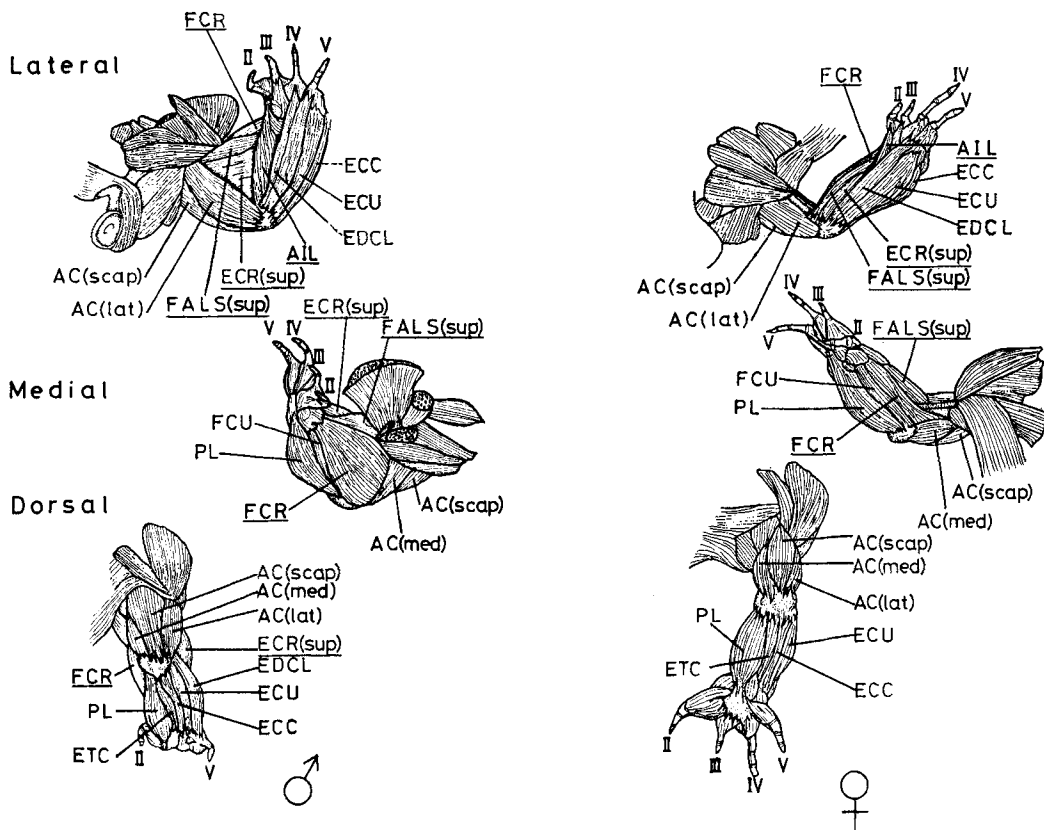 Lateral
FCR
II III IV V
ECC
ECU
EDCL
AIL
ECR(sup)
FALS(sup)
AC(scap)
AC(lat)
FCR
II III IV V
AIL
ECC
ECU
EDCL
ECR(sup)
FALS(sup)
AC(scap)
AC(lat)
Medial
V IV III II
ECR(sup)
FALS(sup)
FCU
PL
FCR
AC(scap)
AC(med)
IV III
V II
FALS(sup)
FCU
PL
FCR
AC(scap)
AC(med)
Dorsal
AC(scap)
AC(med)
AC(lat)
ECR(sup)
EDCL
FCR
ECU
PL
ECC
ETC
II V
♂
AC(scap)
AC(med)
AC(lat)
PL
ECU
ETC
ECC
II III IV V
♀